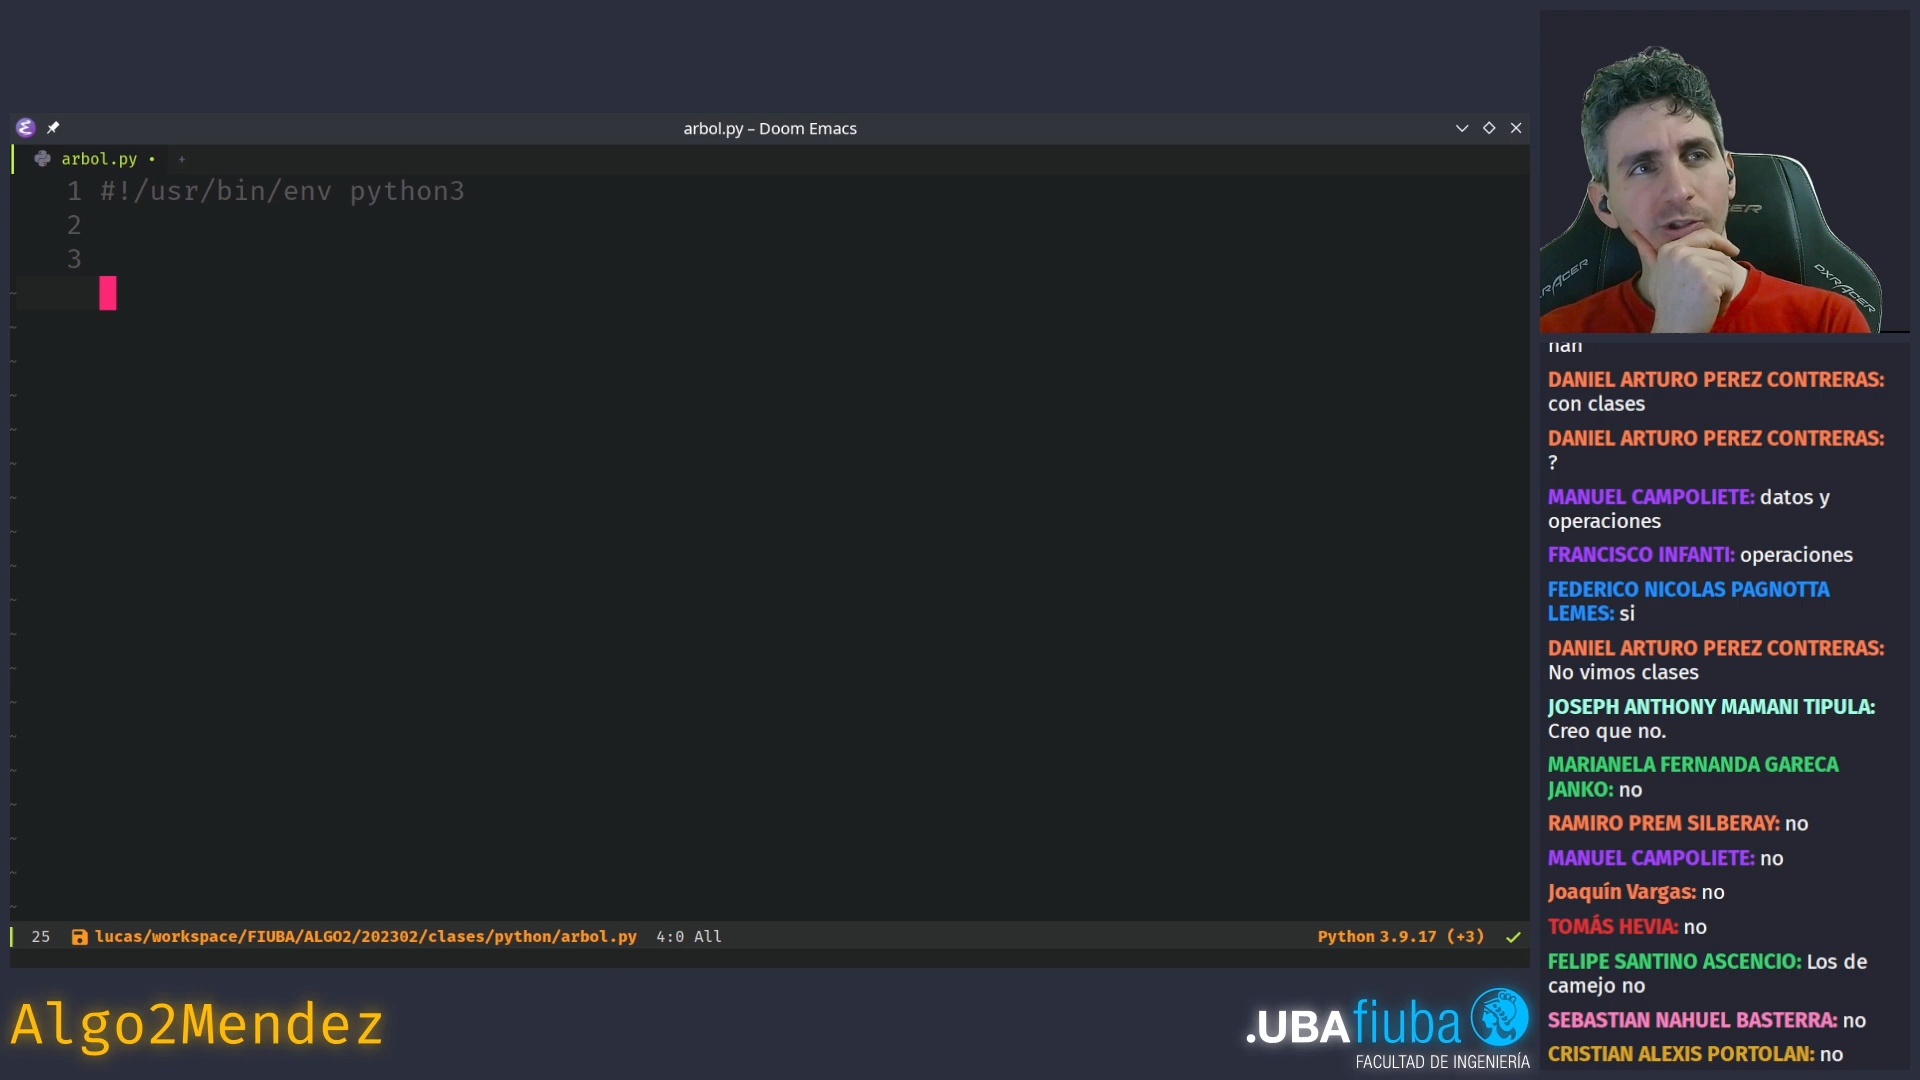 arbol.py – Doom Emacs
arbol.py • +
1 #!/usr/bin/env python3
2
3
25 lucas/workspace/FIUBA/ALGO2/202302/clases/python/arbol.py 4:0 All Python 3.9.17 (+3)
Algo2Mendez
.UBAfiuba
FACULTAD DE INGENIERÍA
DXRACER
nan
DANIEL ARTURO PEREZ CONTRERAS:
con clases
DANIEL ARTURO PEREZ CONTRERAS:
?
MANUEL CAMPOLIETE: datos y
operaciones
FRANCISCO INFANTI: operaciones
FEDERICO NICOLAS PAGNOTTA
LEMES: si
DANIEL ARTURO PEREZ CONTRERAS:
No vimos clases
JOSEPH ANTHONY MAMANI TIPULA:
Creo que no.
MARIANELA FERNANDA GARECA
JANKO: no
RAMIRO PREM SILBERAY: no
MANUEL CAMPOLIETE: no
Joaquín Vargas: no
TOMÁS HEVIA: no
FELIPE SANTINO ASCENCIO: Los de
camejo no
SEBASTIAN NAHUEL BASTERRA: no
CRISTIAN ALEXIS PORTOLAN: no